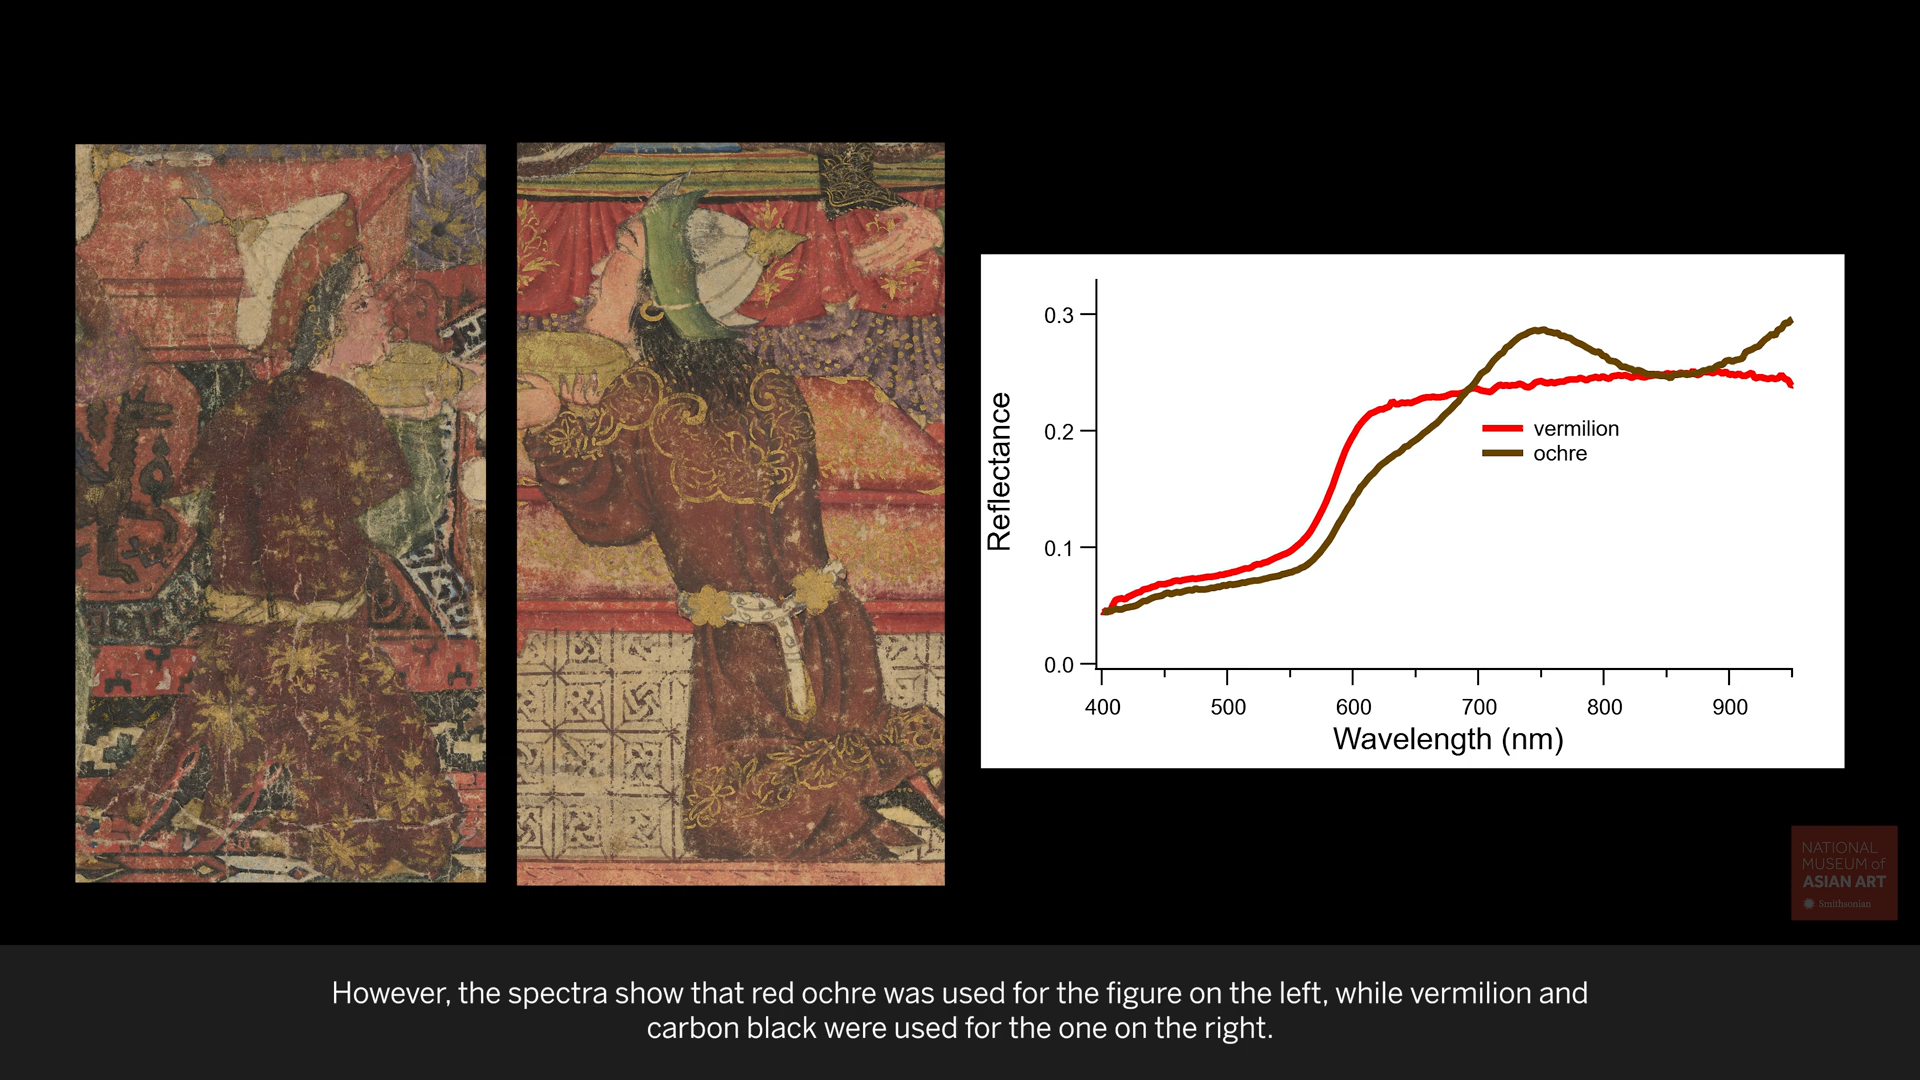 0.3
0.2
0.1
0.0
Reflectance
vermilion
ochre
400 500 600 700 800 900
Wavelength (nm)
NATIONAL
MUSEUM of
ASIAN ART
Smithsonian
However, the spectra show that red ochre was used for the figure on the left, while vermilion and
carbon black were used for the one on the right.